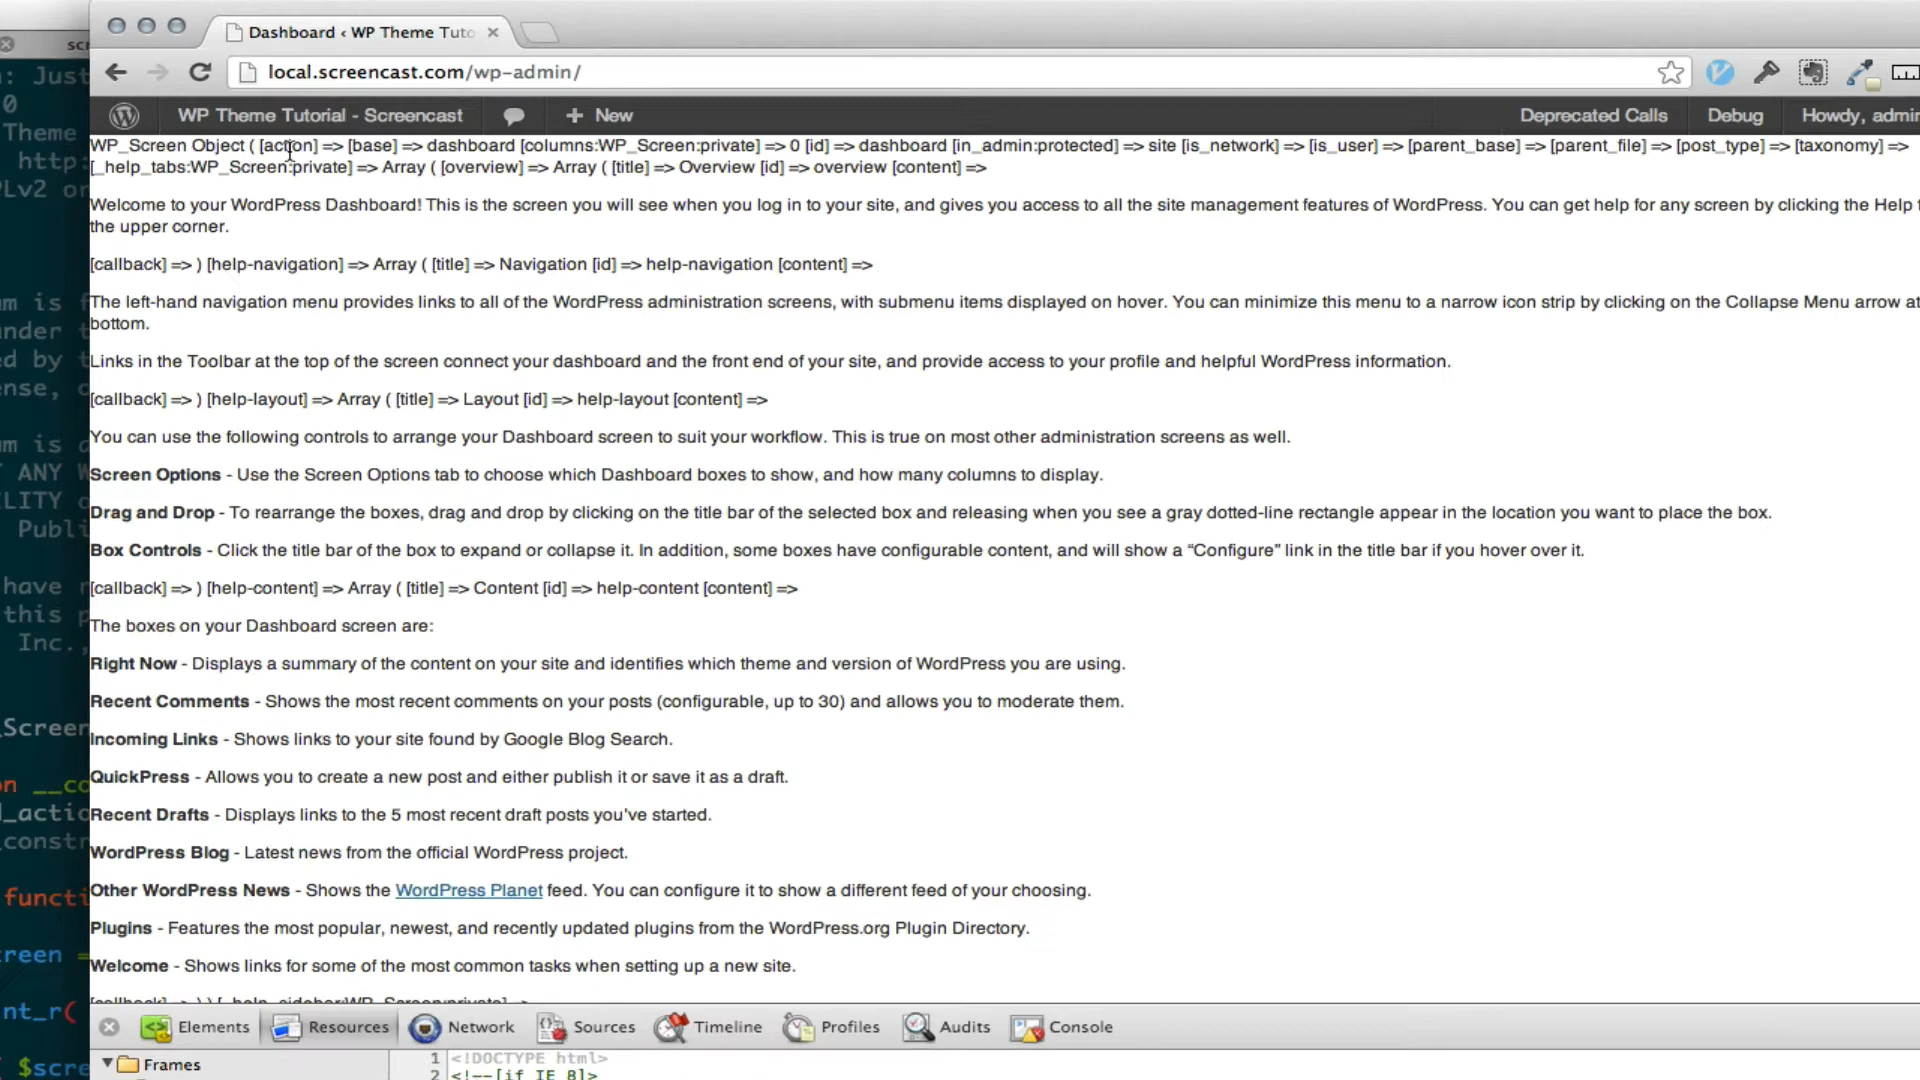 Dashboard ‹ WP Theme Tuto
local.screencast.com/wp-admin/
WP Theme Tutorial - Screencast New Deprecated Calls Debug Howdy, admin
WP_Screen Object ( [action] => [base] => dashboard [columns:WP_Screen:private] => 0 [id] => dashboard [in_admin:protected] => site [is_network] => [is_user] => [parent_base] => [parent_file] => [post_type] => [taxonomy] =>
[_help_tabs:WP_Screen:private] => Array ( [overview] => Array ( [title] => Overview [id] => overview [content] =>
Welcome to your WordPress Dashboard! This is the screen you will see when you log in to your site, and gives you access to all the site management features of WordPress. You can get help for any screen by clicking the Help
the upper corner.
[callback] => ) [help-navigation] => Array ( [title] => Navigation [id] => help-navigation [content] =>
The left-hand navigation menu provides links to all of the WordPress administration screens, with submenu items displayed on hover. You can minimize this menu to a narrow icon strip by clicking on the Collapse Menu arrow at
bottom.
Links in the Toolbar at the top of the screen connect your dashboard and the front end of your site, and provide access to your profile and helpful WordPress information.
[callback] => ) [help-layout] => Array ( [title] => Layout [id] => help-layout [content] =>
You can use the following controls to arrange your Dashboard screen to suit your workflow. This is true on most other administration screens as well.
Screen Options - Use the Screen Options tab to choose which Dashboard boxes to show, and how many columns to display.
Drag and Drop - To rearrange the boxes, drag and drop by clicking on the title bar of the selected box and releasing when you see a gray dotted-line rectangle appear in the location you want to place the box.
Box Controls - Click the title bar of the box to expand or collapse it. In addition, some boxes have configurable content, and will show a “Configure” link in the title bar if you hover over it.
[callback] => ) [help-content] => Array ( [title] => Content [id] => help-content [content] =>
The boxes on your Dashboard screen are:
Right Now - Displays a summary of the content on your site and identifies which theme and version of WordPress you are using.
Recent Comments - Shows the most recent comments on your posts (configurable, up to 30) and allows you to moderate them.
Incoming Links - Shows links to your site found by Google Blog Search.
QuickPress - Allows you to create a new post and either publish it or save it as a draft.
Recent Drafts - Displays links to the 5 most recent draft posts you've started.
WordPress Blog - Latest news from the official WordPress project.
Other WordPress News - Shows the WordPress Planet feed. You can configure it to show a different feed of your choosing.
Plugins - Features the most popular, newest, and recently updated plugins from the WordPress.org Plugin Directory.
Welcome - Shows links for some of the most common tasks when setting up a new site.
[callback] => ) ) [_help_sidebar:WP_Screen:private] =>
Elements Resources Network Sources Timeline Profiles Audits Console
Frames
1 <!DOCTYPE html>
2 <!--[if IE 8]>